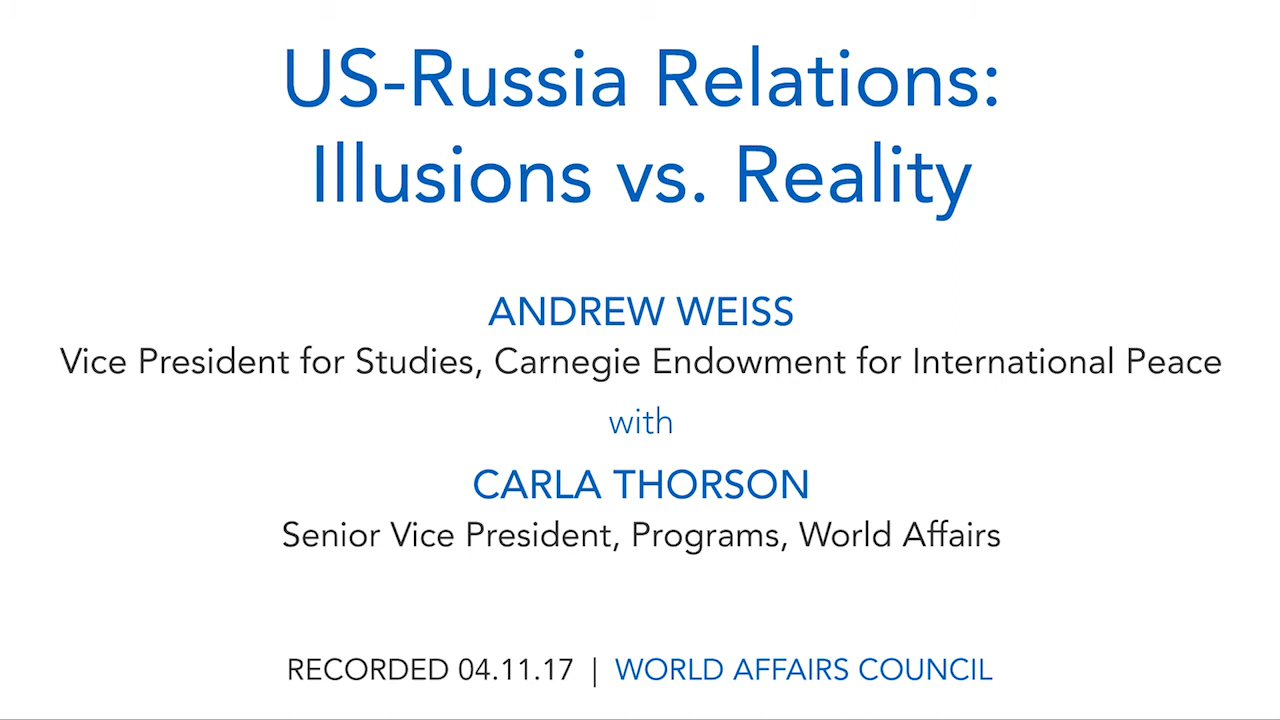 US-Russia Relations:
Illusions vs. Reality
ANDREW WEISS
Vice President for Studies, Carnegie Endowment for International Peace
with
CARLA THORSON
Senior Vice President, Programs, World Affairs
RECORDED 04.11.17 | WORLD AFFAIRS COUNCIL